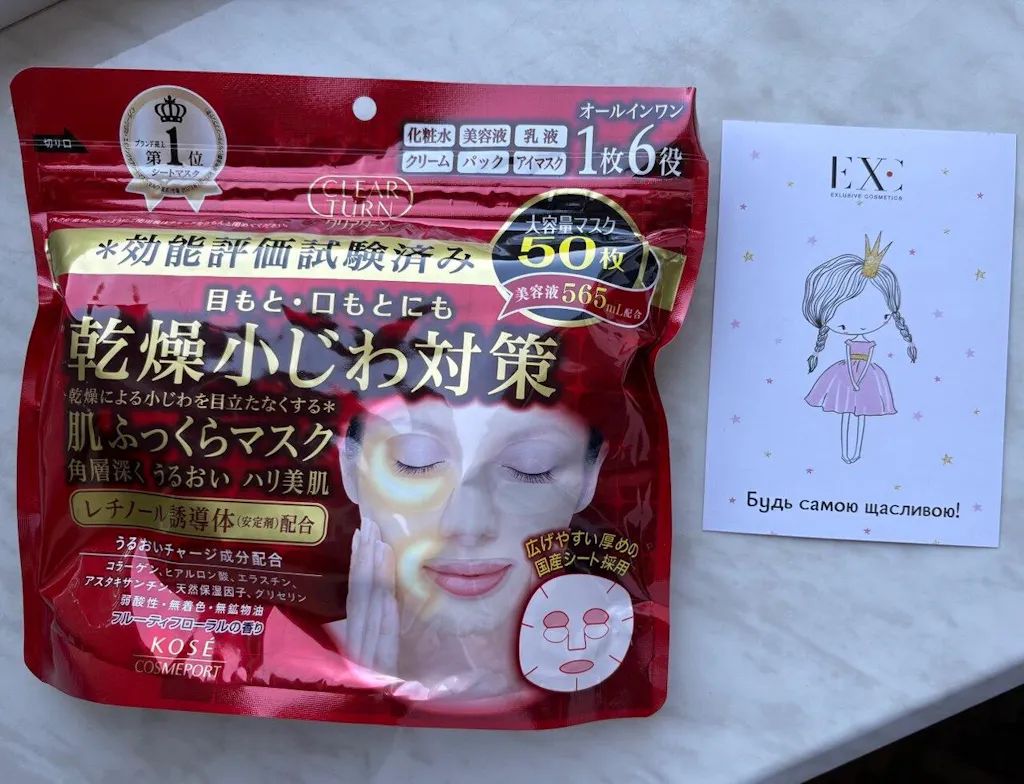 切り口
ブランド売上
第1位
シートマスク
オールインワン
化粧水 美容液 乳液
クリーム パック アイマスク
1枚6役
CLEAR
TURN
クリアターン
大容量マスク
50枚
美容液565mL配合
*効能評価試験済み
目もと・口もとにも
乾燥小じわ対策
乾燥による小じわを目立たなくする*
肌ふっくらマスク
角層深く うるおい ハリ美肌
レチノール誘導体(安定剤)配合
うるおいチャージ成分配合
コラーゲン、ヒアルロン酸、エラスチン、
アスタキサンチン、天然保湿因子、グリセリン
弱酸性・無着色・無鉱物油
フルーティフローラルの香り
KOSÉ
COSMEPORT
広げやすい厚めの
国産シート採用
EXC
EXLUSIVE COSMETICS
Будь самою щасливою!